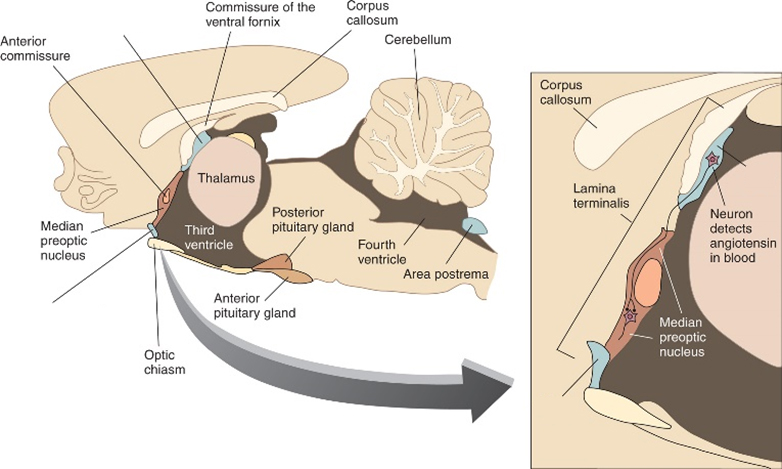 Commissure of the
ventral fornix
Corpus
callosum
Anterior
commissure
Cerebellum
Thalamus
Median
preoptic
nucleus
Third
ventricle
Posterior
pituitary gland
Fourth
ventricle
Area postrema
Anterior
pituitary gland
Optic
chiasm
Corpus
callosum
Lamina
terminalis
Neuron
detects
angiotensin
in blood
Median
preoptic
nucleus